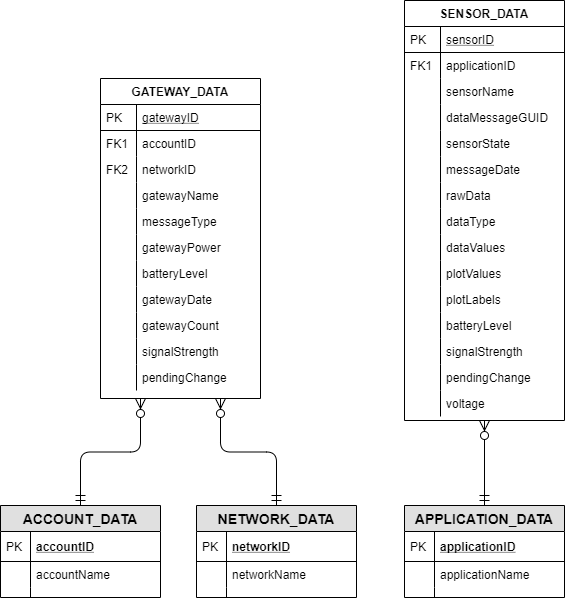 SENSOR_DATA
PK sensorID
FK1 applicationID
sensorName
dataMessageGUID
sensorState
messageDate
rawData
dataType
dataValues
plotValues
plotLabels
batteryLevel
signalStrength
pendingChange
voltage
GATEWAY_DATA
PK gatewayID
FK1 accountID
FK2 networkID
gatewayName
messageType
gatewayPower
batteryLevel
gatewayDate
gatewayCount
signalStrength
pendingChange
ACCOUNT_DATA
PK accountID
accountName
NETWORK_DATA
PK networkID
networkName
APPLICATION_DATA
PK applicationID
applicationName